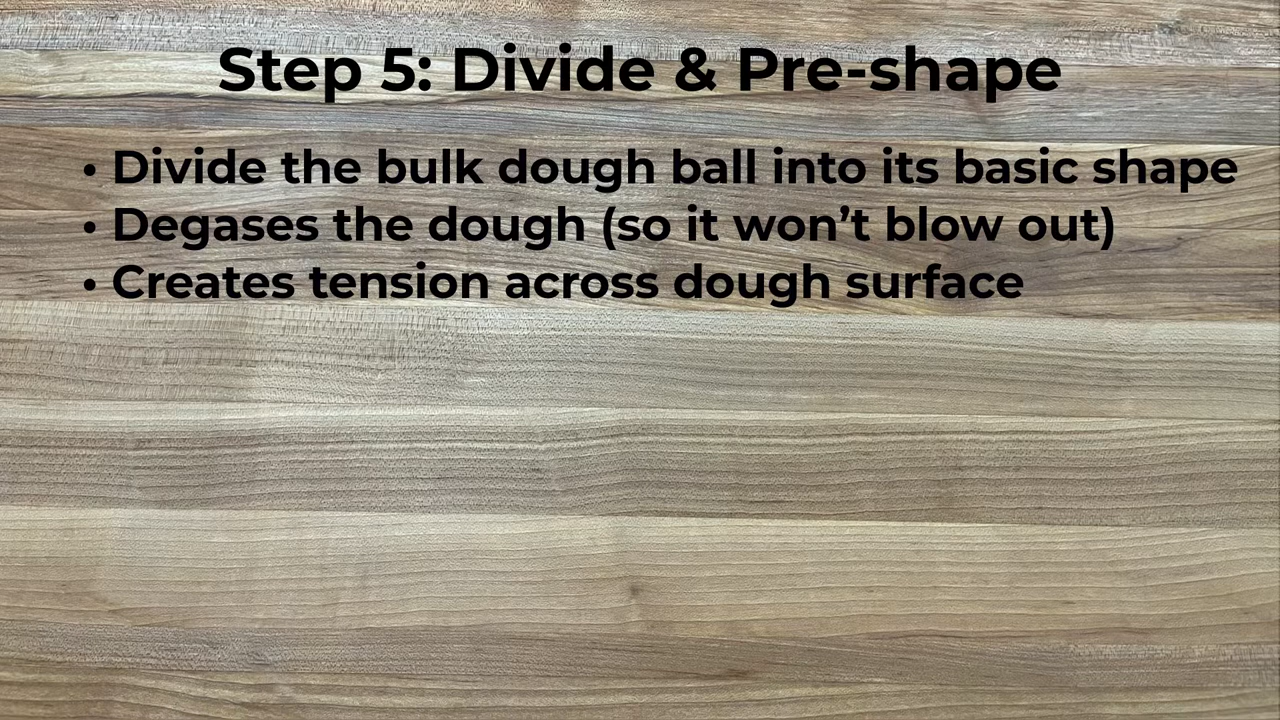 Step 5: Divide & Pre-shape
• Divide the bulk dough ball into its basic shape
• Degases the dough (so it won’t blow out)
• Creates tension across dough surface